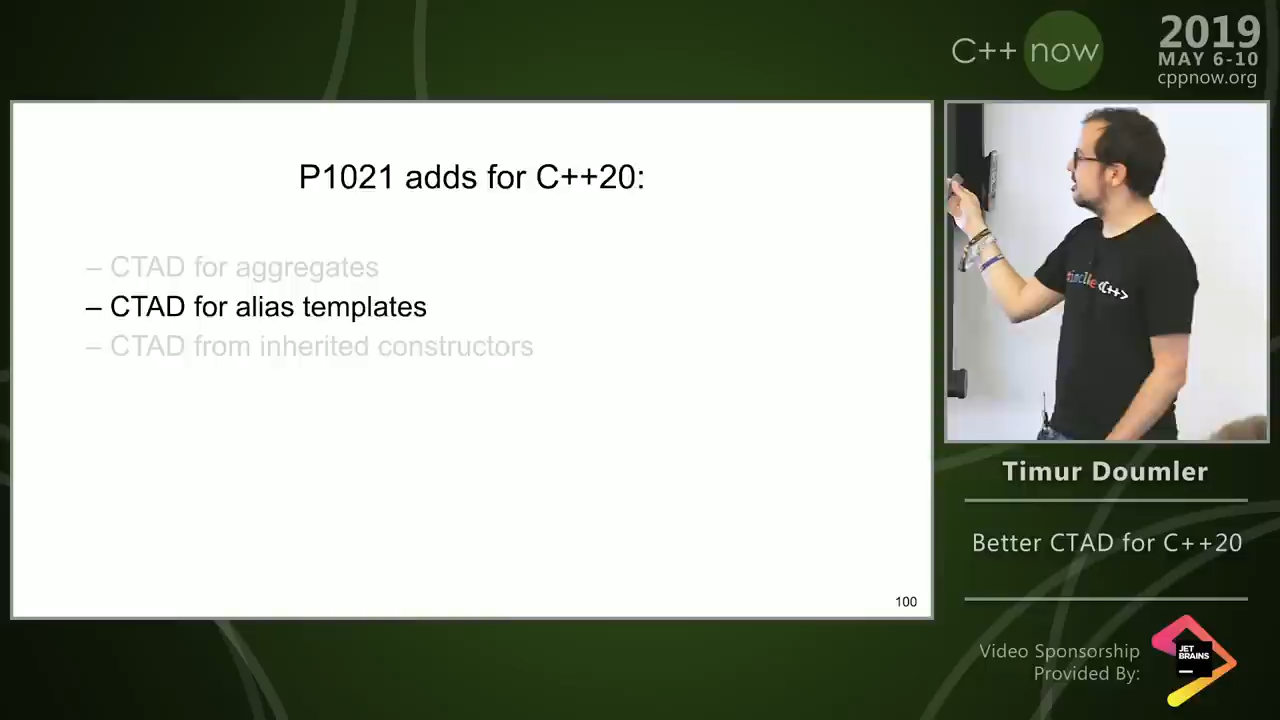 C++ now
2019
MAY 6-10
cppnow.org
P1021 adds for C++20:
– CTAD for aggregates
– CTAD for alias templates
– CTAD from inherited constructors
100
Timur Doumler
Better CTAD for C++20
Video Sponsorship
Provided By:
JET
BRAINS